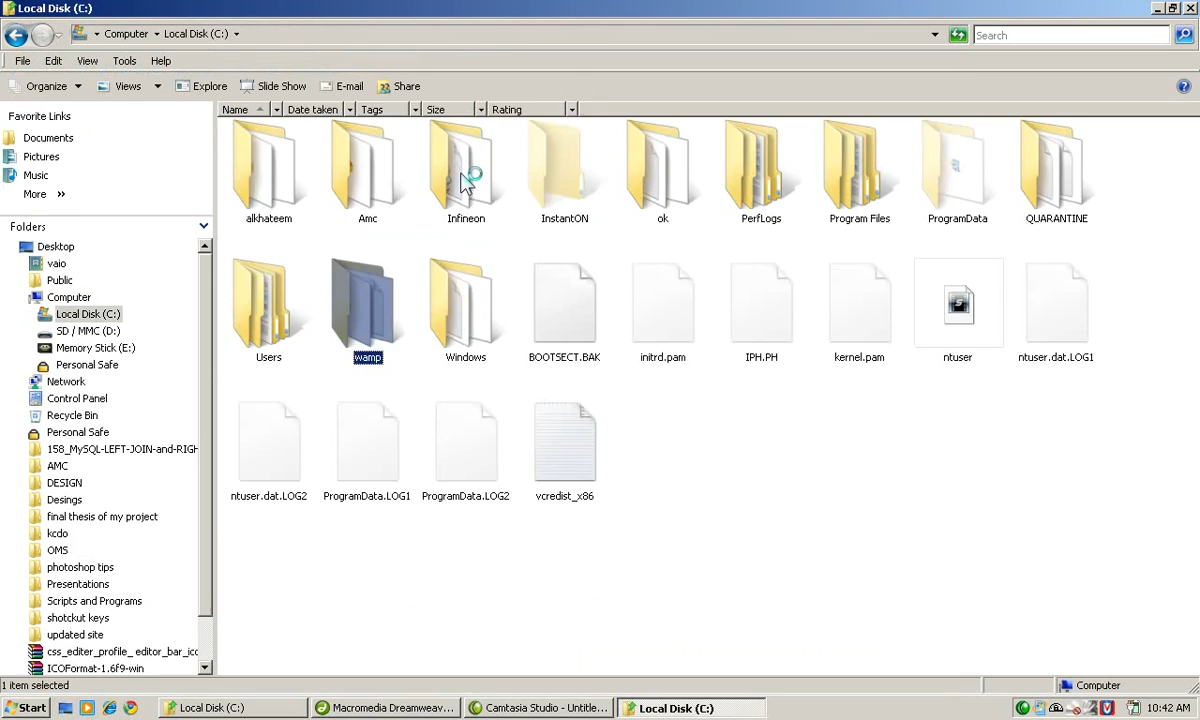 Local Disk (C:)
Computer Local Disk (C:) Search
File Edit View Tools Help
Organize Views Explore Slide Show E-mail Share
Favorite Links
Documents
Pictures
Music
More »
Folders
Desktop
vaio
Public
Computer
Local Disk (C:)
SD / MMC (D:)
Memory Stick (E:)
Personal Safe
Network
Control Panel
Recycle Bin
Personal Safe
158_MySQL-LEFT-JOIN-and-RIGH
AMC
DESIGN
Desings
final thesis of my project
kcdo
OMS
photoshop tips
Presentations
Scripts and Programs
shotckut keys
updated site
css_editer_profile_ editor_bar_ico
ICOFormat-1.6f9-win
Name Date taken Tags Size Rating
alkhateem Amc Infineon InstantON ok PerfLogs Program Files ProgramData QUARANTINE
Users wamp Windows BOOTSECT.BAK initrd.pam IPH.PH kernel.pam ntuser ntuser.dat.LOG1
ntuser.dat.LOG2 ProgramData.LOG1 ProgramData.LOG2 vcredist_x86
1 item selected Computer
Start Local Disk (C:) Macromedia Dreamweav... Camtasia Studio - Untitle... Local Disk (C:) 10:42 AM